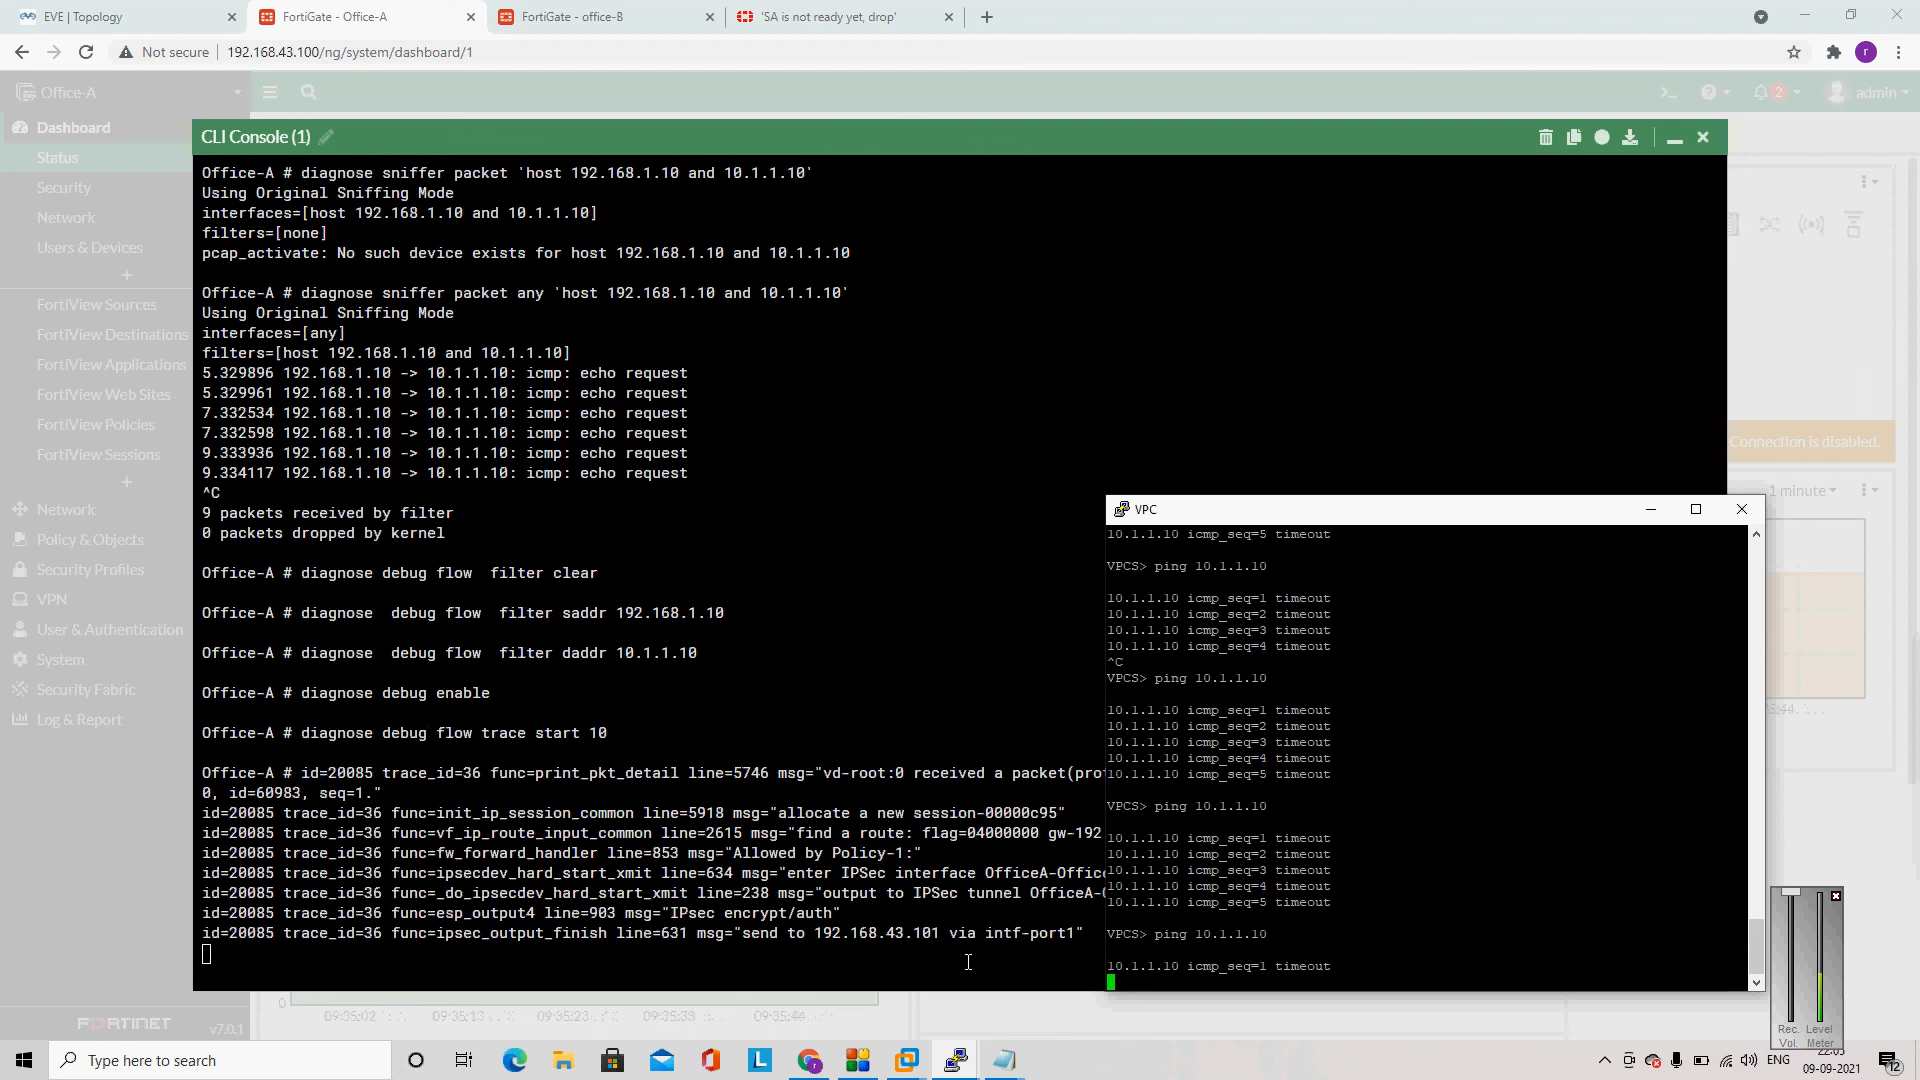 EVE | Topology
FortiGate - Office-A
FortiGate - office-B
'SA is not ready yet, drop'
Not secure
192.168.43.100/ng/system/dashboard/1
r
Office-A
2
admin
Dashboard
Status
Security
Network
Users & Devices
+
FortiView Sources
FortiView Destinations
FortiView Applications
FortiView Web Sites
FortiView Policies
FortiView Sessions
+
Network
Policy & Objects
Security Profiles
VPN
User & Authentication
System
Security Fabric
Log & Report
FORTINET
v7.0.1
CLI Console (1)
Office-A # diagnose sniffer packet 'host 192.168.1.10 and 10.1.1.10'
Using Original Sniffing Mode
interfaces=[host 192.168.1.10 and 10.1.1.10]
filters=[none]
pcap_activate: No such device exists for host 192.168.1.10 and 10.1.1.10
Office-A # diagnose sniffer packet any 'host 192.168.1.10 and 10.1.1.10'
Using Original Sniffing Mode
interfaces=[any]
filters=[host 192.168.1.10 and 10.1.1.10]
5.329896 192.168.1.10 -> 10.1.1.10: icmp: echo request
5.329961 192.168.1.10 -> 10.1.1.10: icmp: echo request
7.332534 192.168.1.10 -> 10.1.1.10: icmp: echo request
7.332598 192.168.1.10 -> 10.1.1.10: icmp: echo request
9.333936 192.168.1.10 -> 10.1.1.10: icmp: echo request
9.334117 192.168.1.10 -> 10.1.1.10: icmp: echo request
^C
9 packets received by filter
0 packets dropped by kernel
Office-A # diagnose debug flow  filter clear
Office-A # diagnose  debug flow  filter saddr 192.168.1.10
Office-A # diagnose  debug flow  filter daddr 10.1.1.10
Office-A # diagnose debug enable
Office-A # diagnose debug flow trace start 10
Office-A # id=20085 trace_id=36 func=print_pkt_detail line=5746 msg="vd-root:0 received a packet(pro
0, id=60983, seq=1."
id=20085 trace_id=36 func=init_ip_session_common line=5918 msg="allocate a new session-00000c95"
id=20085 trace_id=36 func=vf_ip_route_input_common line=2615 msg="find a route: flag=04000000 gw-192
id=20085 trace_id=36 func=fw_forward_handler line=853 msg="Allowed by Policy-1:"
id=20085 trace_id=36 func=ipsecdev_hard_start_xmit line=634 msg="enter IPSec interface OfficeA-Office
id=20085 trace_id=36 func=_do_ipsecdev_hard_start_xmit line=238 msg="output to IPSec tunnel OfficeA-
id=20085 trace_id=36 func=esp_output4 line=903 msg="IPsec encrypt/auth"
id=20085 trace_id=36 func=ipsec_output_finish line=631 msg="send to 192.168.43.101 via intf-port1"
Connection is disabled.
1 minute
VPC
10.1.1.10 icmp_seq=5 timeout
VPCS> ping 10.1.1.10
10.1.1.10 icmp_seq=1 timeout
10.1.1.10 icmp_seq=2 timeout
10.1.1.10 icmp_seq=3 timeout
10.1.1.10 icmp_seq=4 timeout
^C
VPCS> ping 10.1.1.10
10.1.1.10 icmp_seq=1 timeout
10.1.1.10 icmp_seq=2 timeout
10.1.1.10 icmp_seq=3 timeout
10.1.1.10 icmp_seq=4 timeout
10.1.1.10 icmp_seq=5 timeout
VPCS> ping 10.1.1.10
10.1.1.10 icmp_seq=1 timeout
10.1.1.10 icmp_seq=2 timeout
10.1.1.10 icmp_seq=3 timeout
10.1.1.10 icmp_seq=4 timeout
10.1.1.10 icmp_seq=5 timeout
VPCS> ping 10.1.1.10
10.1.1.10 icmp_seq=1 timeout
0
09:35:02
09:35:13
09:35:23
09:35:33
09:35:44
Rec. Level
Vol. Meter
Type here to search
L
ENG
22:05
09-09-2021
12